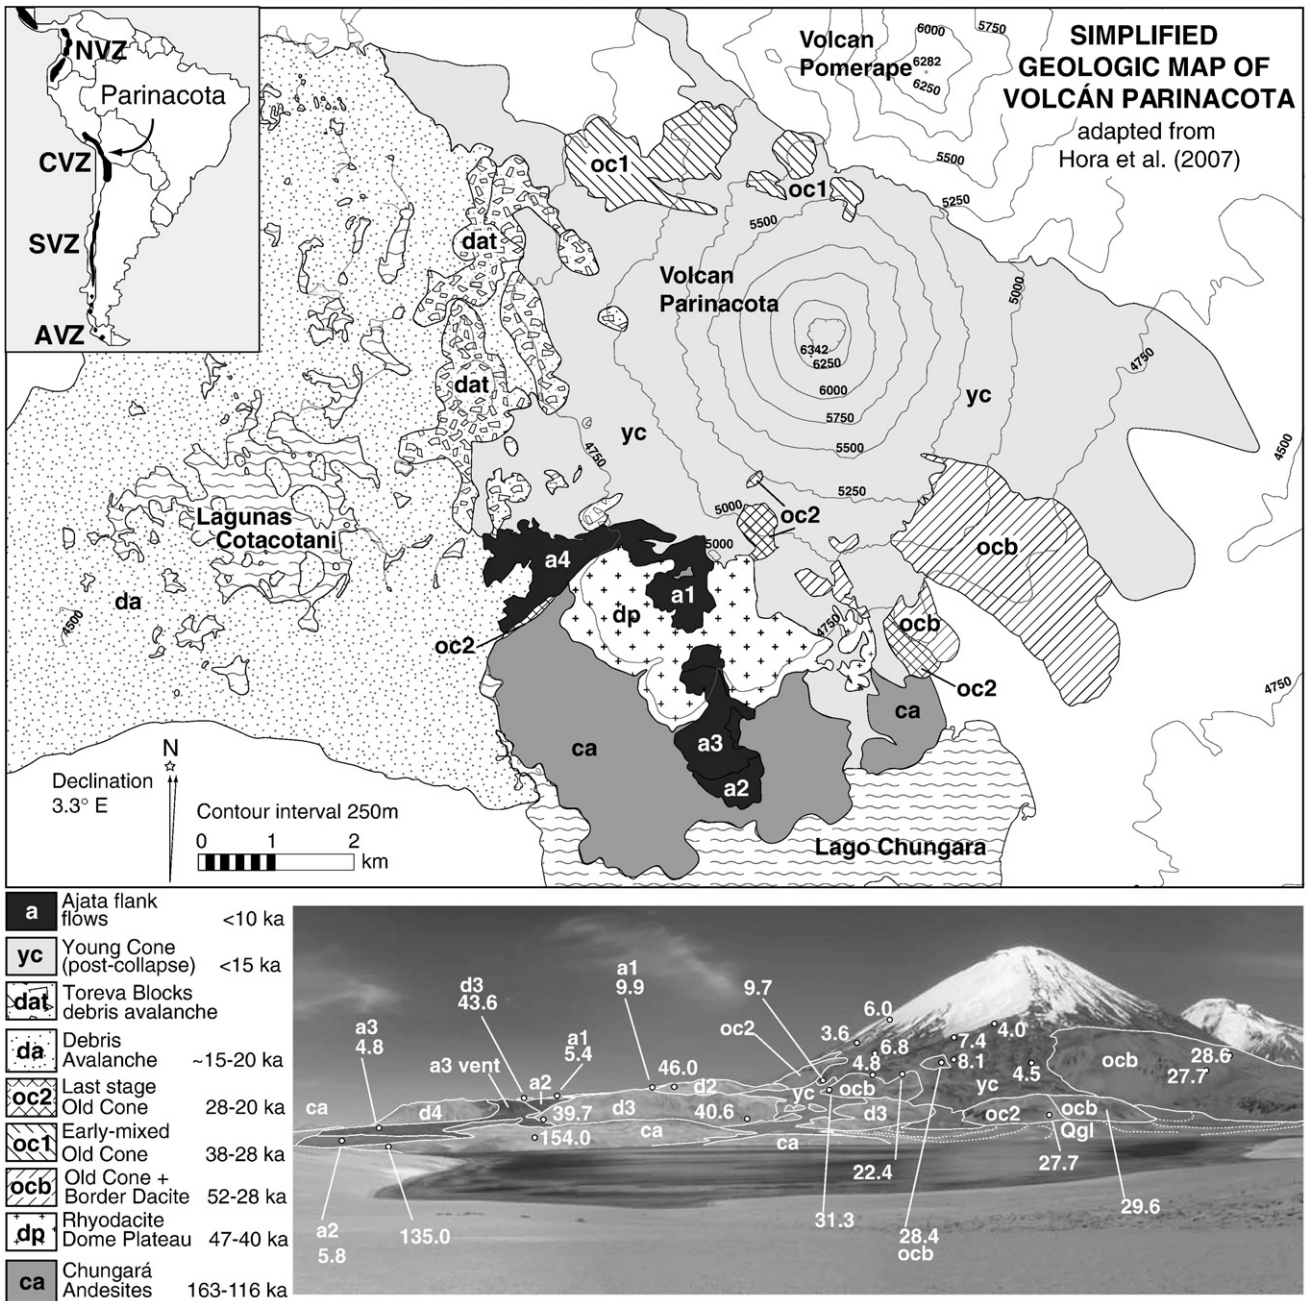 NVZ
Parinacota
CVZ
SVZ
AVZ
SIMPLIFIED
GEOLOGIC MAP OF
VOLCÁN PARINACOTA
adapted from
Hora et al. (2007)
Volcan
Pomerape
6000
5750
6282
6250
5500
5250
oc1
oc1
5500
dat
Volcan
Parinacota
5000
6342
6250
6000
5750
5500
5250
4750
yc
dat
yc
4750
4500
5000
oc2
Lagunas
Cotacotani
5000
a4
ocb
a1
da
4500
dp
4750
ocb
oc2
oc2
4750
ca
ca
a3
a2
N
Declination
3.3° E
Contour interval 250m
0 1 2
km
Lago Chungara
a Ajata flank
flows <10 ka
yc Young Cone
(post-collapse) <15 ka
dat Toreva Blocks
debris avalanche
da Debris
Avalanche ~15-20 ka
oc2 Last stage
Old Cone 28-20 ka
oc1 Early-mixed
Old Cone 38-28 ka
ocb Old Cone +
Border Dacite 52-28 ka
dp Rhyodacite
Dome Plateau 47-40 ka
ca Chungará
Andesites 163-116 ka
a1
9.9
9.7
d3
43.6
6.0
a3
4.8
a1
5.4
oc2
3.6
7.4
4.0
6.8
a3 vent
46.0
4.8
8.1
4.5
ocb
28.6
27.7
a2
d2
yc
ocb
yc
ca
d4
39.7
d3
40.6
d3
oc2
ocb
154.0
ca
ca
Qgl
22.4
27.7
a2
5.8
135.0
31.3
28.4
ocb
29.6